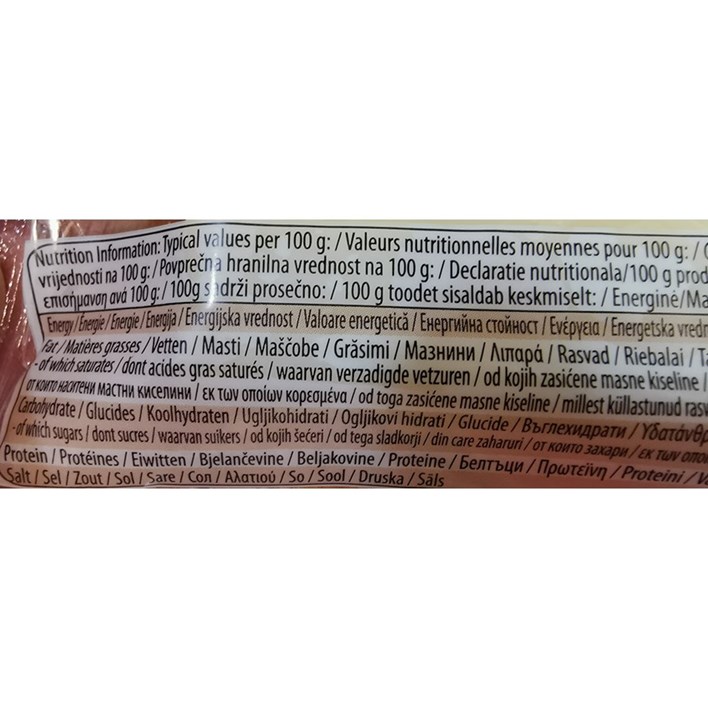 Nutrition Information: Typical values per 100 g: / Valeurs nutritionnelles moyennes pour 100 g: /
vrijednosti na 100 g: / Povprečna hranilna vrednost na 100 g: / Declaratie nutritionala/100 g prod
επισήμανση ανά 100 g: / 100g sadrži prosečno: / 100 g toodet sisaldab keskmiselt: / Energinė/Ma
Energy / Energie / Energie / Energija / Energijska vrednost / Valoare energetică / Енергийна стойност / Ενέργεια / Energetska vredn
Fat / Matières grasses / Vetten / Masti / Maščobe / Grăsimi / Мазнини / Λιπαρά / Rasvad / Riebalai / Ta
- of which saturates / dont acides gras saturés / waarvan verzadigde vetzuren / od kojih zasićene masne kiseline /
от които наситени мастни киселини / εκ των οποίων κορεσμένα / od toga zasićene masne kiseline / millest küllastunud rasv
Carbohydrate / Glucides / Koolhydraten / Ugljikohidrati / Ogljikovi hidrati / Glucide / Въглехидрати / Υδατάνθρ
- of which sugars / dont sucres / waarvan suikers / od kojih šećeri / od tega sladkorji / din care zaharuri / от които захари / εκ των οποί
Protein / Protéines / Eiwitten / Bjelančevine / Beljakovine / Proteine / Белтъци / Πρωτεΐνη / Proteini / V
Salt / Sel / Zout / Sol / Sare / Сол / Αλατιού / So / Sool / Druska / Sāls